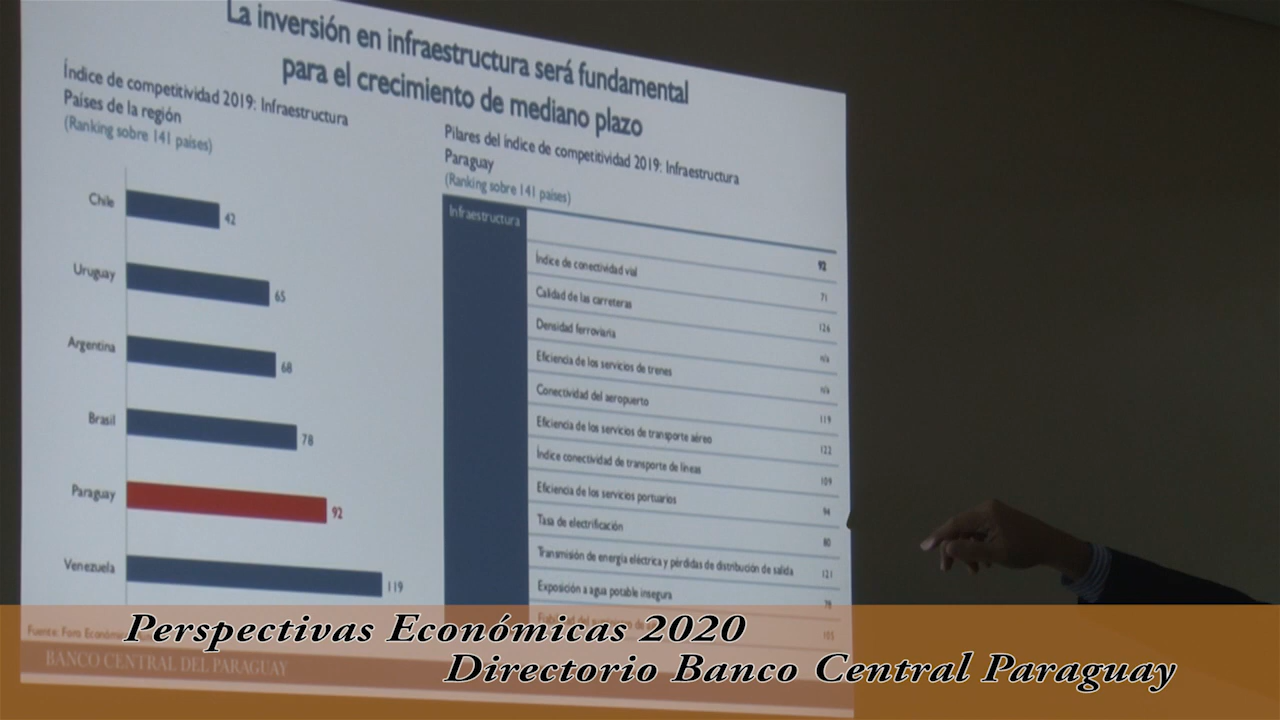 La inversión en infraestructura será fundamental
para el crecimiento de mediano plazo
Índice de competitividad 2019: Infraestructura
Países de la región
(Ranking sobre 141 países)
Chile 42
Uruguay 65
Argentina 68
Brasil 78
Paraguay 92
Venezuela 119
Pilares del índice de competitividad 2019: Infraestructura
Paraguay
(Ranking sobre 141 países)
Infraestructura 92
Índice de conectividad vial 71
Calidad de las carreteras 126
Densidad ferroviaria n/a
Eficiencia de los servicios de trenes n/a
Conectividad del aeropuerto 119
Eficiencia de los servicios de transporte aéreo 122
Índice conectividad de transporte de líneas 109
Eficiencia de los servicios portuarios 94
Tasa de electrificación 80
Transmisión de energía eléctrica y pérdidas de distribución de salida 121
Exposición a agua potable insegura 78
105
Fuente: Foro
BANCO CENTRAL DEL PARAGUAY
Perspectivas Económicas 2020
Directorio Banco Central Paraguay